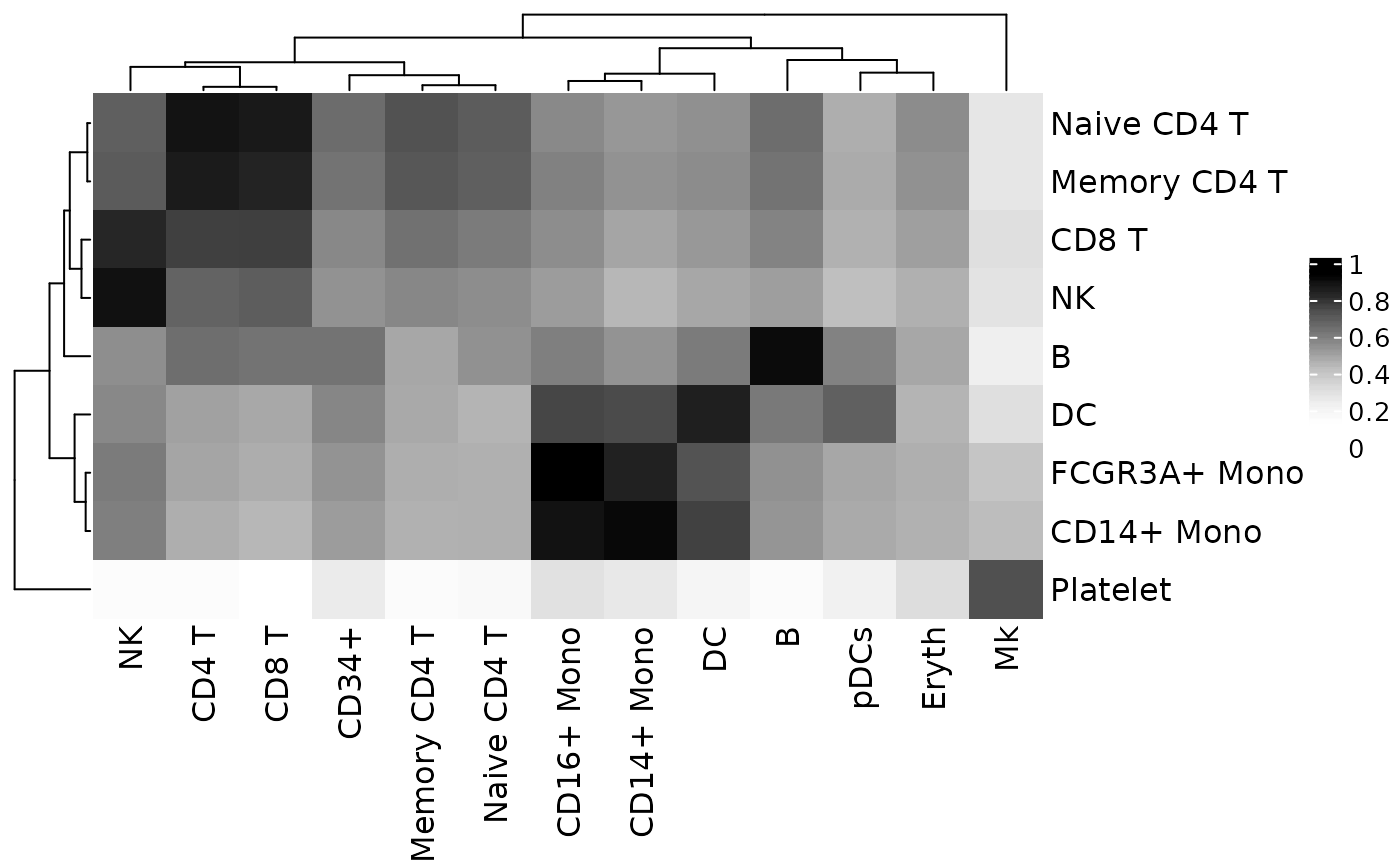 Naive CD4 T
Memory CD4 T
CD8 T
NK
B
DC
FCGR3A+ Mono
CD14+ Mono
Platelet
1
0.8
0.6
0.4
0.2
0
NK
CD4 T
CD8 T
CD34+
Memory CD4 T
Naive CD4 T
CD16+ Mono
CD14+ Mono
DC
B
pDCs
Eryth
Mk